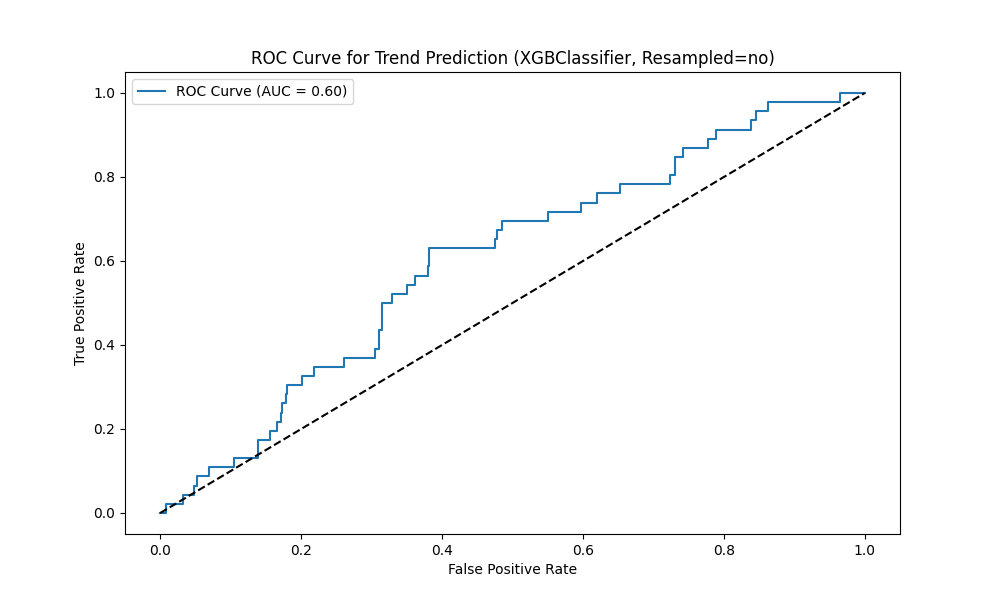 ROC Curve for Trend Prediction (XGBClassifier, Resampled=no)
ROC Curve (AUC = 0.60)
True Positive Rate
1.0
0.8
0.6
0.4
0.2
0.0
0.0 0.2 0.4 0.6 0.8 1.0
False Positive Rate